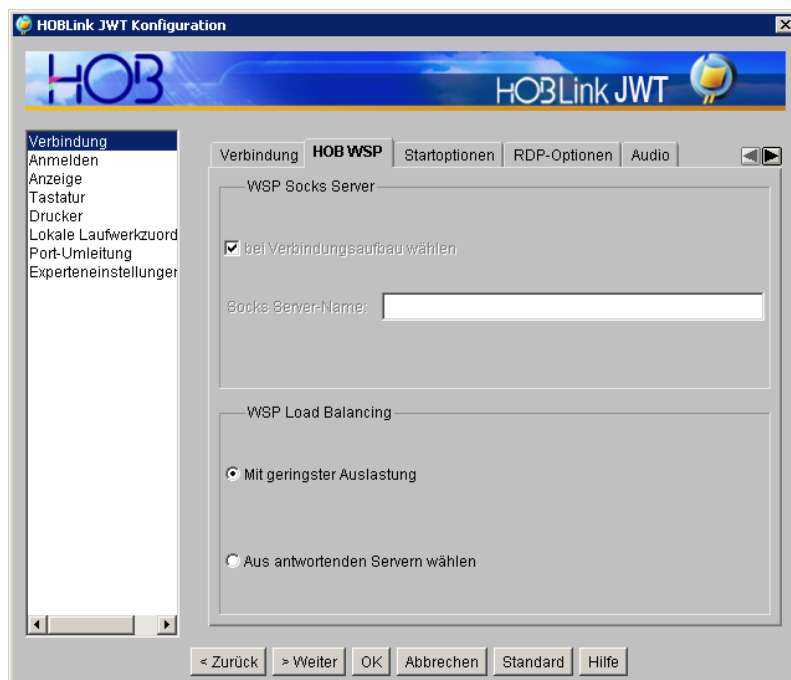 HOBLink JWT Konfiguration
HOB
HOBLink JWT
Verbindung
Anmelden
Anzeige
Tastatur
Drucker
Lokale Laufwerkzuord
Port-Umleitung
Experteneinstellunger
Verbindung HOB WSP Startoptionen RDP-Optionen Audio
WSP Socks Server
bei Verbindungsaufbau wählen
Socks Server-Name:
WSP Load Balancing
Mit geringster Auslastung
Aus antwortenden Servern wählen
< Zurück > Weiter OK Abbrechen Standard Hilfe